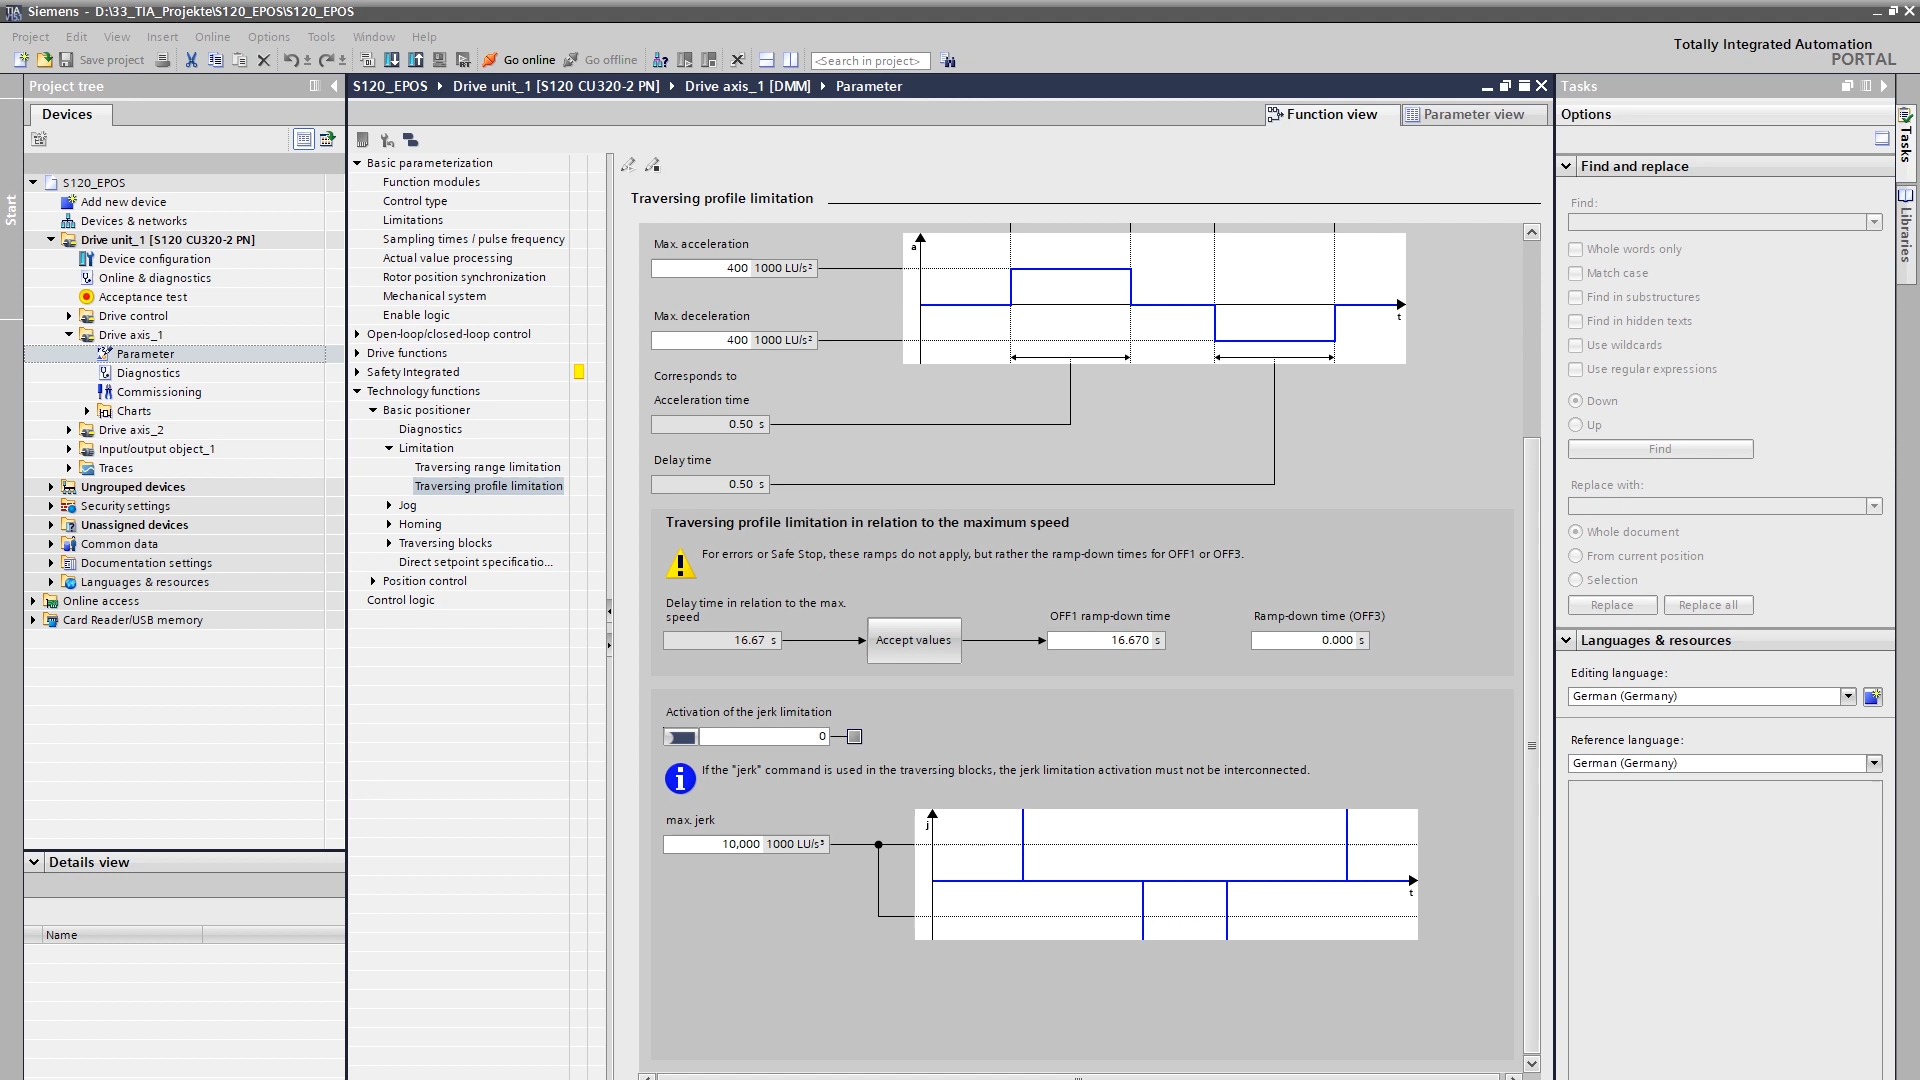 Siemens - D:\33_TIA_Projekte\S120_EPOS\S120_EPOS
Project Edit View Insert Online Options Tools Window Help
Totally Integrated Automation
PORTAL
Save project
Go online
Go offline
<Search in project>
Project tree
S120_EPOS
Drive unit_1 [S120 CU320-2 PN]
Drive axis_1 [DMM]
Parameter
Tasks
Devices
Function view
Parameter view
Options
Start
S120_EPOS
Add new device
Devices & networks
Drive unit_1 [S120 CU320-2 PN]
Device configuration
Online & diagnostics
Acceptance test
Drive control
Drive axis_1
Parameter
Diagnostics
Commissioning
Charts
Drive axis_2
Input/output object_1
Traces
Ungrouped devices
Security settings
Unassigned devices
Common data
Documentation settings
Languages & resources
Online access
Card Reader/USB memory
Details view
Name
Basic parameterization
Function modules
Control type
Limitations
Sampling times / pulse frequency
Actual value processing
Rotor position synchronization
Mechanical system
Enable logic
Open-loop/closed-loop control
Drive functions
Safety Integrated
Technology functions
Basic positioner
Diagnostics
Limitation
Traversing range limitation
Traversing profile limitation
Jog
Homing
Traversing blocks
Direct setpoint specificatio...
Position control
Control logic
Traversing profile limitation
Max. acceleration
400 1000 LU/s²
a
t
Max. deceleration
400 1000 LU/s²
Corresponds to
Acceleration time
0.50 s
Delay time
0.50 s
Traversing profile limitation in relation to the maximum speed
For errors or Safe Stop, these ramps do not apply, but rather the ramp-down times for OFF1 or OFF3.
Delay time in relation to the max.
speed
16.67 s
Accept values
OFF1 ramp-down time
16.670 s
Ramp-down time (OFF3)
0.000 s
Activation of the jerk limitation
0
If the "jerk" command is used in the traversing blocks, the jerk limitation activation must not be interconnected.
max. jerk
10,000 1000 LU/s³
j
t
Find and replace
Find:
Whole words only
Match case
Find in substructures
Find in hidden texts
Use wildcards
Use regular expressions
Down
Up
Find
Replace with:
Whole document
From current position
Selection
Replace
Replace all
Languages & resources
Editing language:
German (Germany)
Reference language:
German (Germany)
Tasks
Libraries